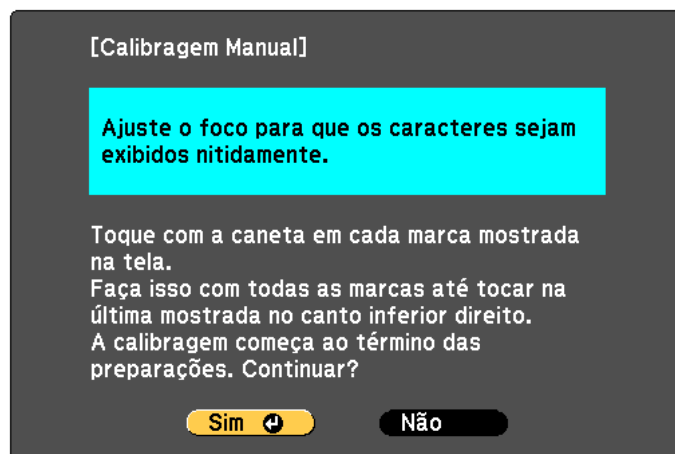 [Calibragem Manual]
Ajuste o foco para que os caracteres sejam
exibidos nitidamente.
Toque com a caneta em cada marca mostrada
na tela.
Faça isso com todas as marcas até tocar na
última mostrada no canto inferior direito.
A calibragem começa ao término das
preparações. Continuar?
Sim Não